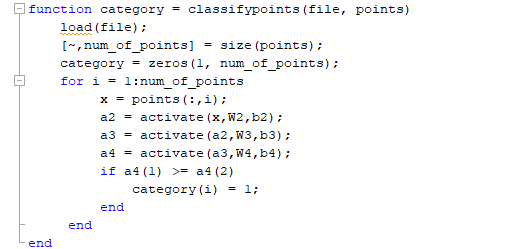 function category = classifypoints(file, points)
load(file);
[~,num_of_points] = size(points);
category = zeros(1, num_of_points);
for i = 1:num_of_points
x = points(:,i);
a2 = activate(x,W2,b2);
a3 = activate(a2,W3,b3);
a4 = activate(a3,W4,b4);
if a4(1) >= a4(2)
category(i) = 1;
end
end
end